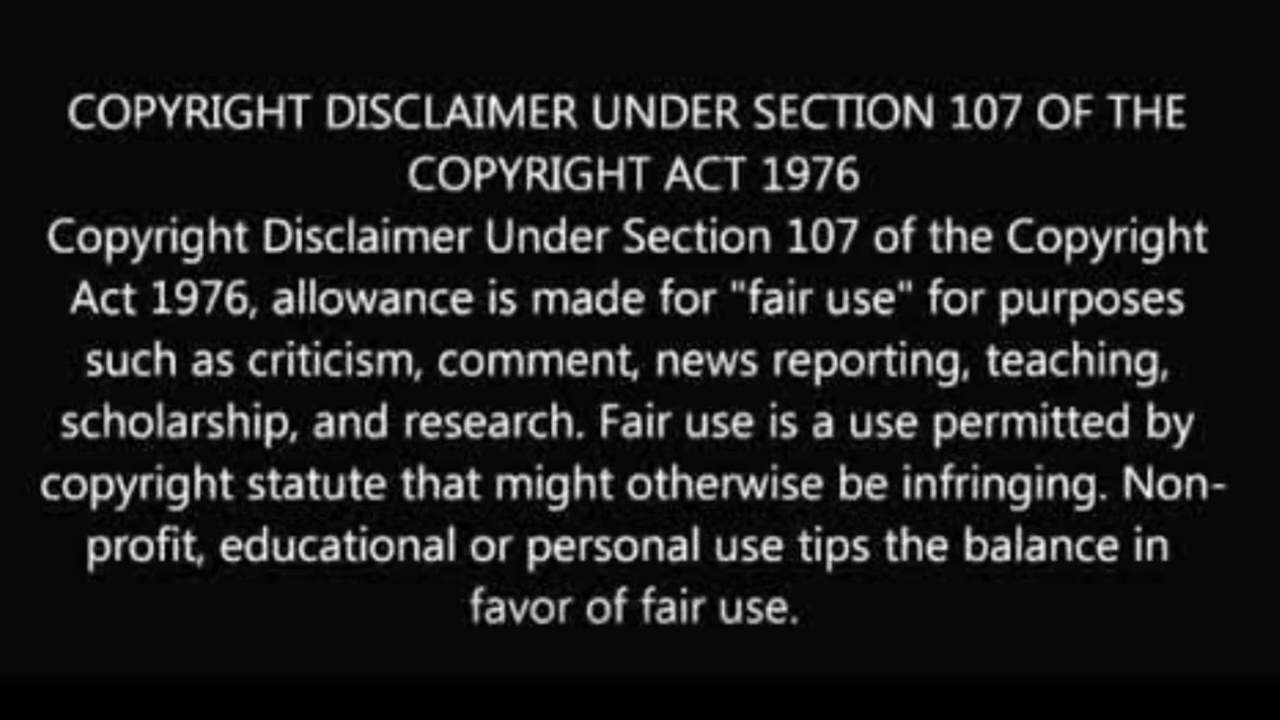 COPYRIGHT DISCLAIMER UNDER SECTION 107 OF THE
COPYRIGHT ACT 1976
Copyright Disclaimer Under Section 107 of the Copyright
Act 1976, allowance is made for "fair use" for purposes
such as criticism, comment, news reporting, teaching,
scholarship, and research. Fair use is a use permitted by
copyright statute that might otherwise be infringing. Non-
profit, educational or personal use tips the balance in
favor of fair use.